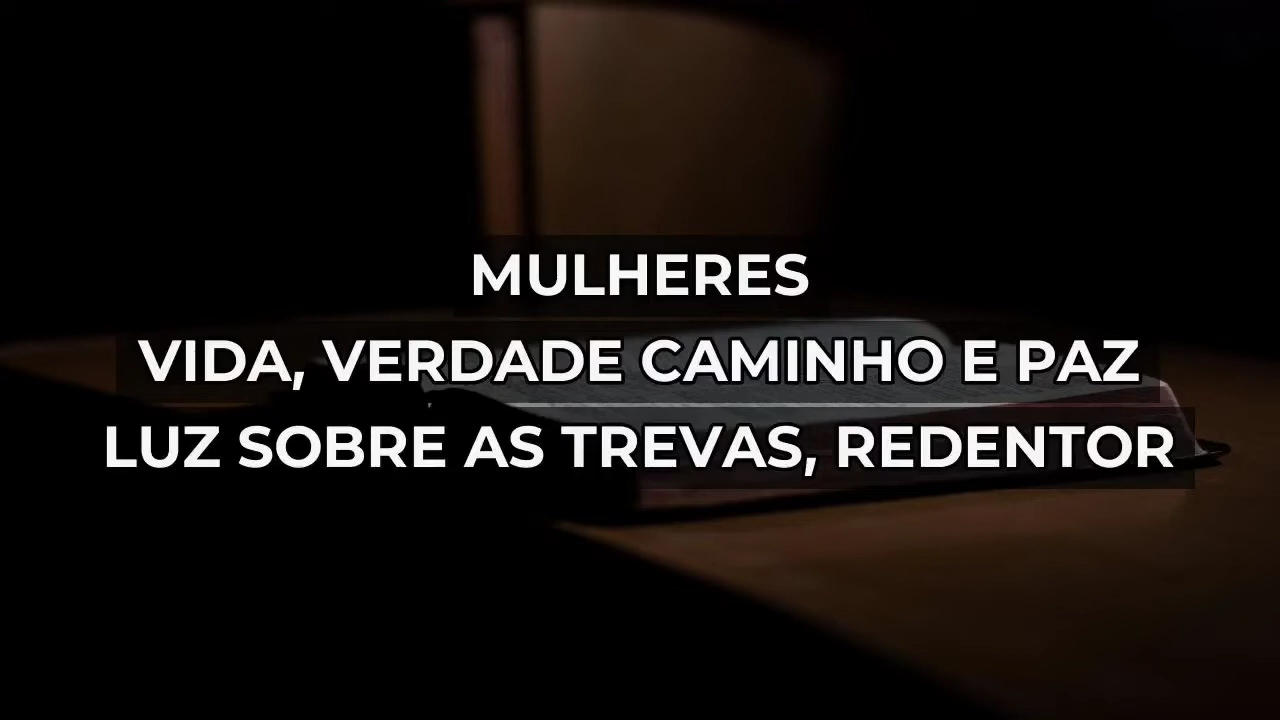 MULHERES
VIDA, VERDADE CAMINHO E PAZ
LUZ SOBRE AS TREVAS, REDENTOR